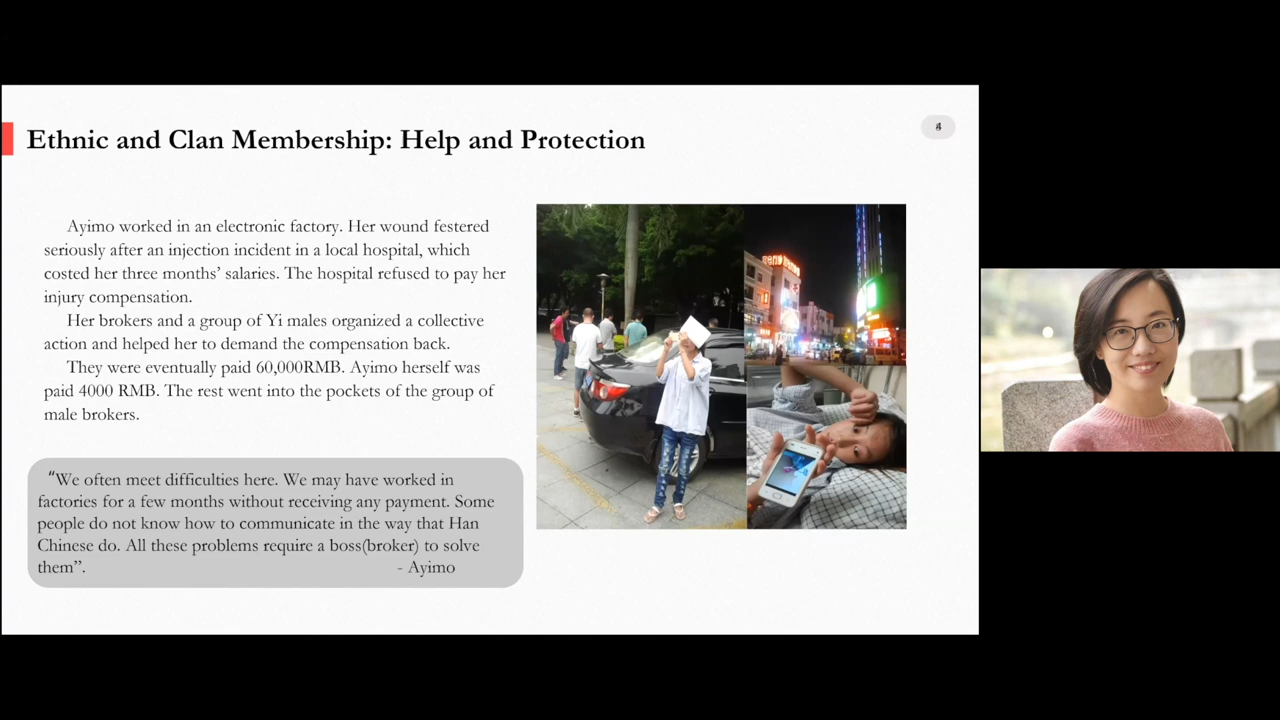 Ethnic and Clan Membership: Help and Protection
Ayimo worked in an electronic factory. Her wound festered
seriously after an injection incident in a local hospital, which
costed her three months’ salaries. The hospital refused to pay her
injury compensation.
Her brokers and a group of Yi males organized a collective
action and helped her to demand the compensation back.
They were eventually paid 60,000RMB. Ayimo herself was
paid 4000 RMB. The rest went into the pockets of the group of
male brokers.
“We often meet difficulties here. We may have worked in
factories for a few months without receiving any payment. Some
people do not know how to communicate in the way that Han
Chinese do. All these problems require a boss(broker) to solve
them”. - Ayimo